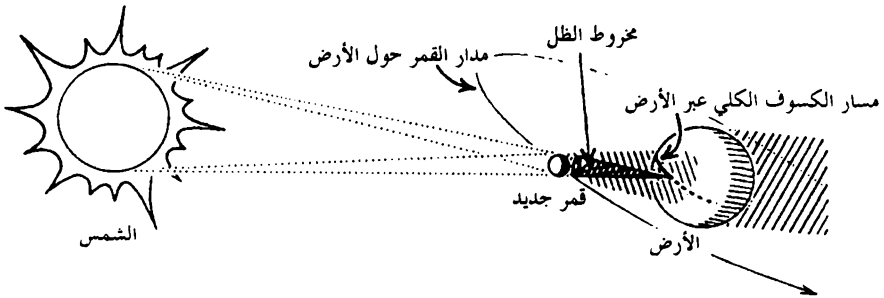 مخروط الظل
مدار القمر حول الأرض
مسار الكسوف الكلي عبر الأرض
قمر جديد
الشمس
الأرض